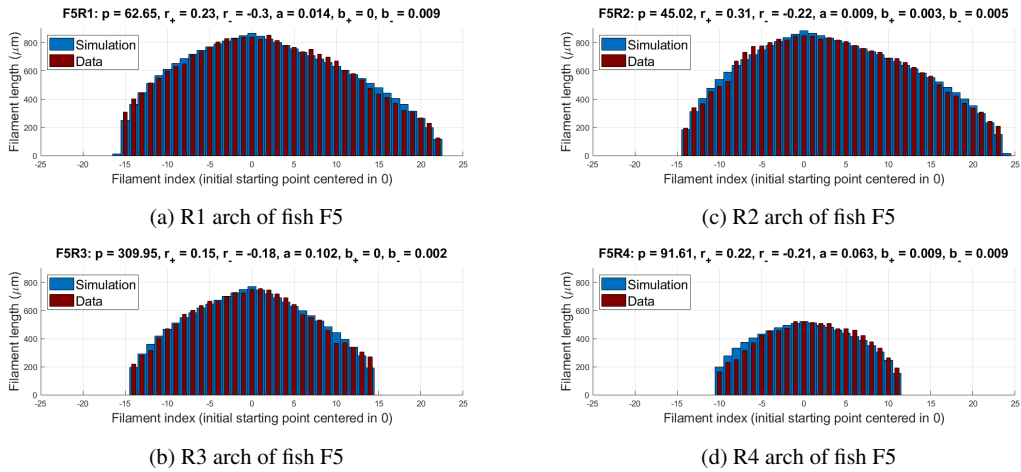 F5R1: p = 62.65, r+ = 0.23, r- = -0.3, a = 0.014, b+ = 0, b- = 0.009
Simulation
Data
Filament length (μm)
800
600
400
200
0
-25 -20 -15 -10 -5 0 5 10 15 20 25
Filament index (initial starting point centered in 0)
(a) R1 arch of fish F5
F5R2: p = 45.02, r+ = 0.31, r- = -0.22, a = 0.009, b+ = 0.003, b- = 0.005
Simulation
Data
Filament length (μm)
800
600
400
200
0
-25 -20 -15 -10 -5 0 5 10 15 20 25
Filament index (initial starting point centered in 0)
(c) R2 arch of fish F5
F5R3: p = 309.95, r+ = 0.15, r- = -0.18, a = 0.102, b+ = 0, b- = 0.002
Simulation
Data
Filament length (μm)
800
600
400
200
0
-25 -20 -15 -10 -5 0 5 10 15 20 25
Filament index (initial starting point centered in 0)
(b) R3 arch of fish F5
F5R4: p = 91.61, r+ = 0.22, r- = -0.21, a = 0.063, b+ = 0.009, b- = 0.009
Simulation
Data
Filament length (μm)
800
600
400
200
0
-25 -20 -15 -10 -5 0 5 10 15 20 25
Filament index (initial starting point centered in 0)
(d) R4 arch of fish F5